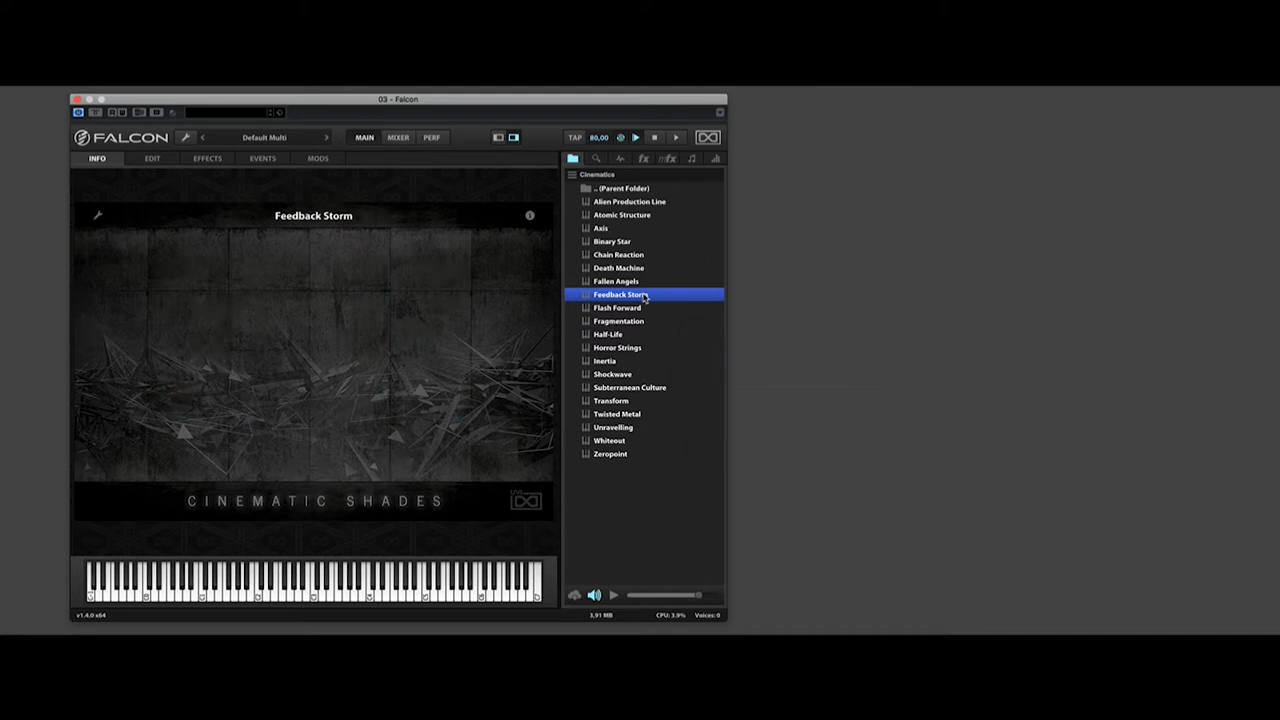 03 - Falcon
FALCON
Default Multi
MAIN MIXER PERF
TAP 80,00
INFO EDIT EFFECTS EVENTS MODS
fx mfx
Cinematics
Feedback Storm
.. (Parent Folder)
Alien Production Line
Atomic Structure
Axis
Binary Star
Chain Reaction
Death Machine
Fallen Angels
Feedback Storm
Flash Forward
Fragmentation
Half-Life
Horror Strings
Inertia
Shockwave
Subterranean Culture
Transform
Twisted Metal
Unravelling
Whiteout
Zeropoint
CINEMATIC SHADES
v1.4.0 x64
3,91 MB
CPU: 3.9% Voices: 0